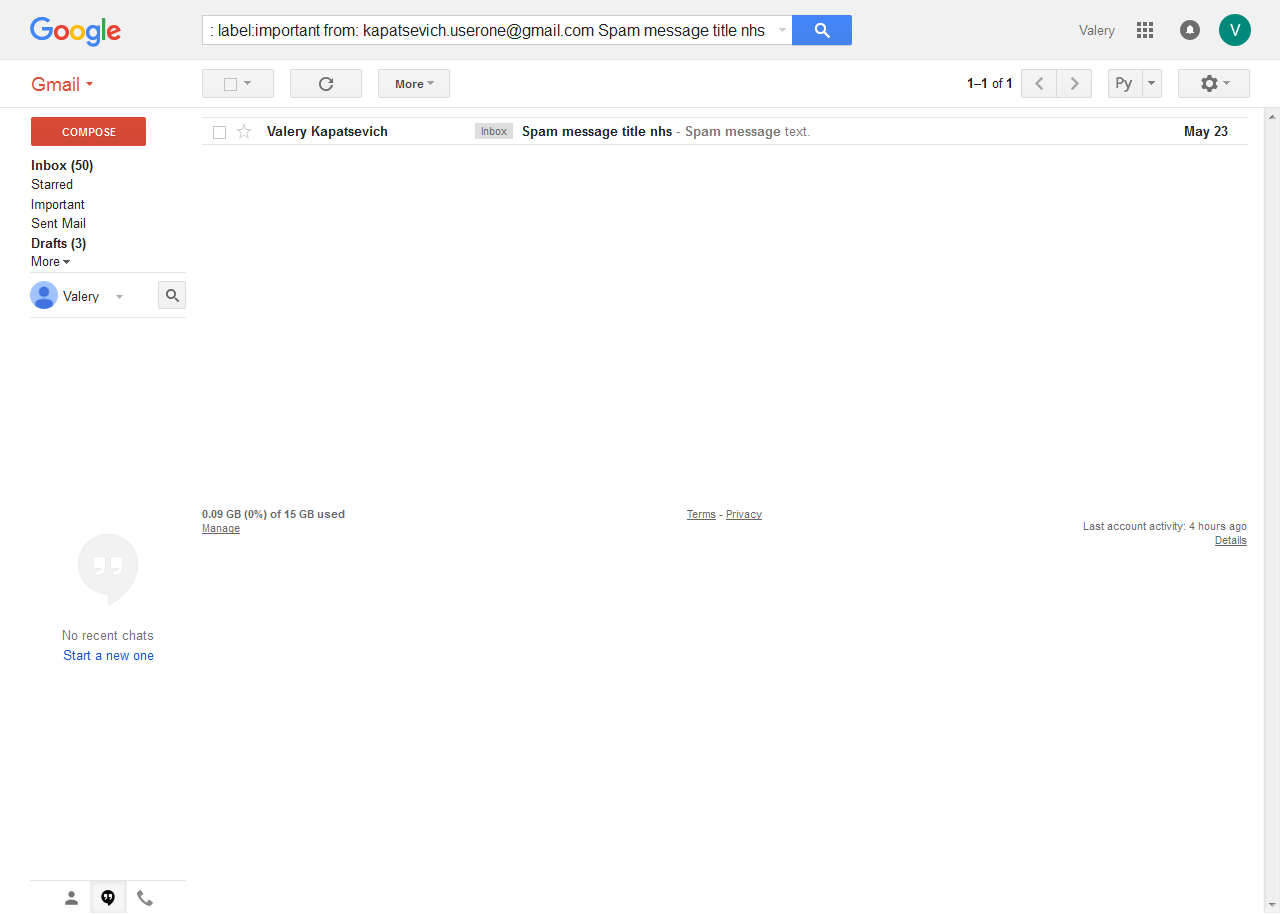 Google
: label:important from: kapatsevich.userone@gmail.com Spam message title nhs
Valery
V
Gmail
More
1–1 of 1
Ру
COMPOSE
Valery Kapatsevich Inbox Spam message title nhs - Spam message text. May 23
Inbox (50)
Starred
Important
Sent Mail
Drafts (3)
More
Valery
0.09 GB (0%) of 15 GB used
Manage
Terms - Privacy
Last account activity: 4 hours ago
Details
No recent chats
Start a new one